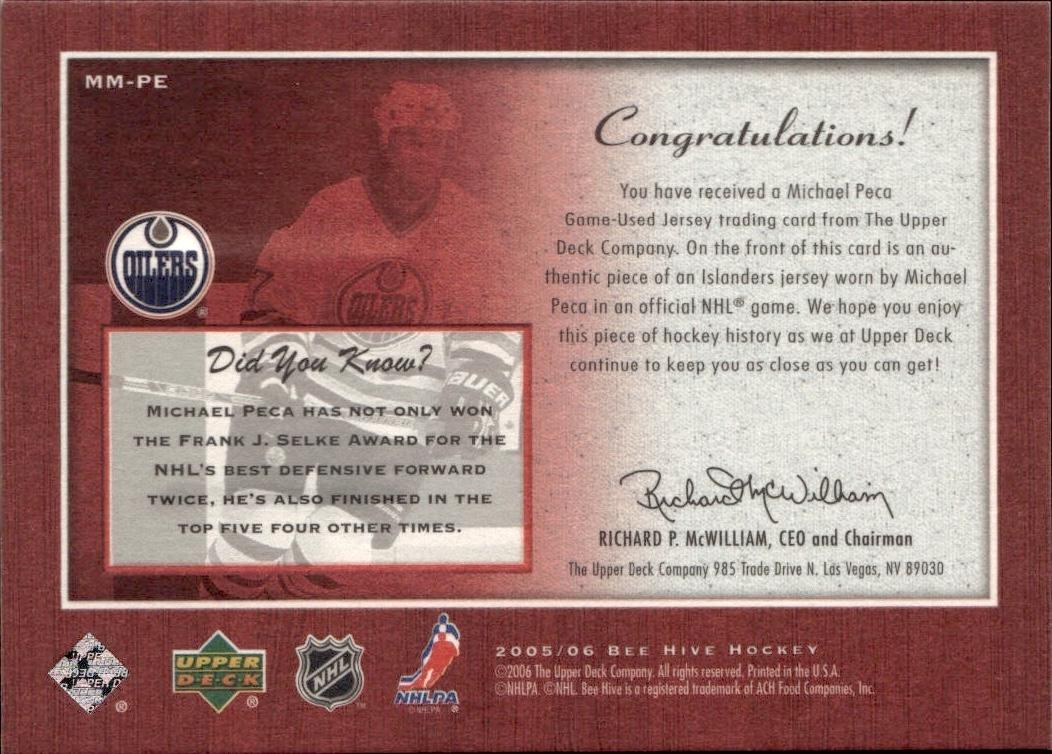 MM-PE
OILERS
®
OILERS
BAUER
Did You Know?
MICHAEL PECA HAS NOT ONLY WON
THE FRANK J. SELKE AWARD FOR THE
NHL'S BEST DEFENSIVE FORWARD
TWICE, HE'S ALSO FINISHED IN THE
TOP FIVE FOUR OTHER TIMES.
Congratulations!
You have received a Michael Peca
Game-Used Jersey trading card from The Upper
Deck Company. On the front of this card is an au-
thentic piece of an Islanders jersey worn by Michael
Peca in an official NHL® game. We hope you enjoy
this piece of hockey history as we at Upper Deck
continue to keep you as close as you can get!
Richard McWilliam
RICHARD P. McWILLIAM, CEO and Chairman
The Upper Deck Company 985 Trade Drive N. Las Vegas, NV 89030
®
UPPER
DECK
®
NHL
™
NHLPA
©NHLPA ®
2005/06 BEE HIVE HOCKEY
©2006 The Upper Deck Company. All rights reserved. Printed in the U.S.A.
©NHLPA ©NHL. Bee Hive is a registered trademark of ACH Food Companies, Inc.